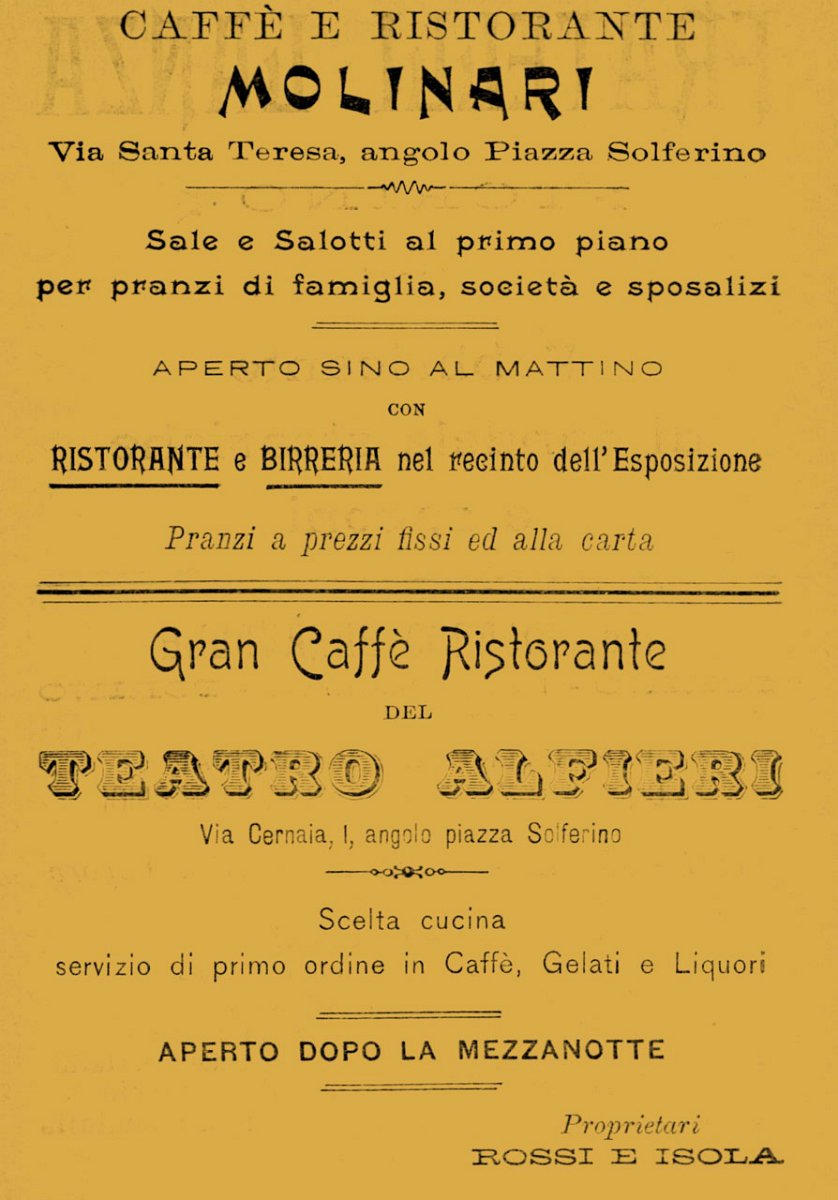 CAFFÈ E RISTORANTE
MOLINARI
Via Santa Teresa, angolo Piazza Solferino
Sale e Salotti al primo piano
per pranzi di famiglia, società e sposalizi
APERTO SINO AL MATTINO
CON
RISTORANTE e BIRRERIA nel recinto dell'Esposizione
Pranzi a prezzi fissi ed alla carta
Gran Caffè Ristorante
DEL
TEATRO ALFIERI
Via Cernaia, 1, angolo piazza Solferino
Scelta cucina
servizio di primo ordine in Caffè, Gelati e Liquori
APERTO DOPO LA MEZZANOTTE
Proprietari
ROSSI E ISOLA